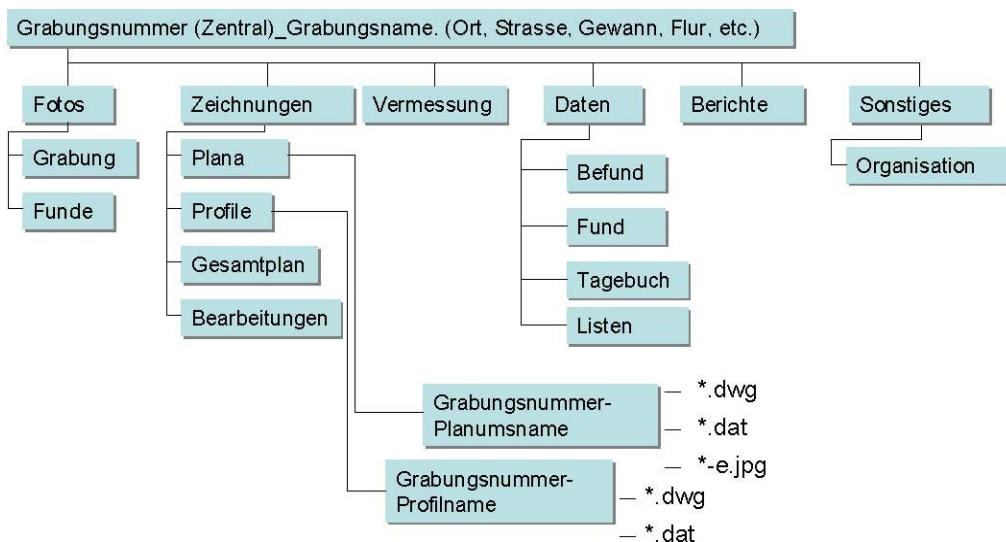 Grabungsnummer (Zentral)_Grabungsname. (Ort, Strasse, Gewann, Flur, etc.)
Fotos
Zeichnungen
Vermessung
Daten
Berichte
Sonstiges
Grabung
Funde
Plana
Profile
Gesamtplan
Bearbeitungen
Befund
Fund
Tagebuch
Listen
Organisation
Grabungsnummer-
Planumsname
*.dwg
*.dat
*-e.jpg
Grabungsnummer-
Profilname
*.dwg
*.dat